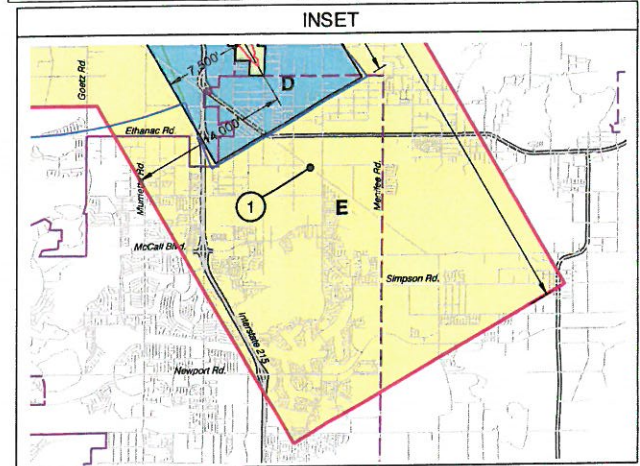 INSET
Goetz Rd.
7,500'
D
Ethanac Rd.
14,000'
Murrieta Rd.
1
E
Menifee Rd.
McCall Blvd.
Simpson Rd.
Interstate 215
Newport Rd.